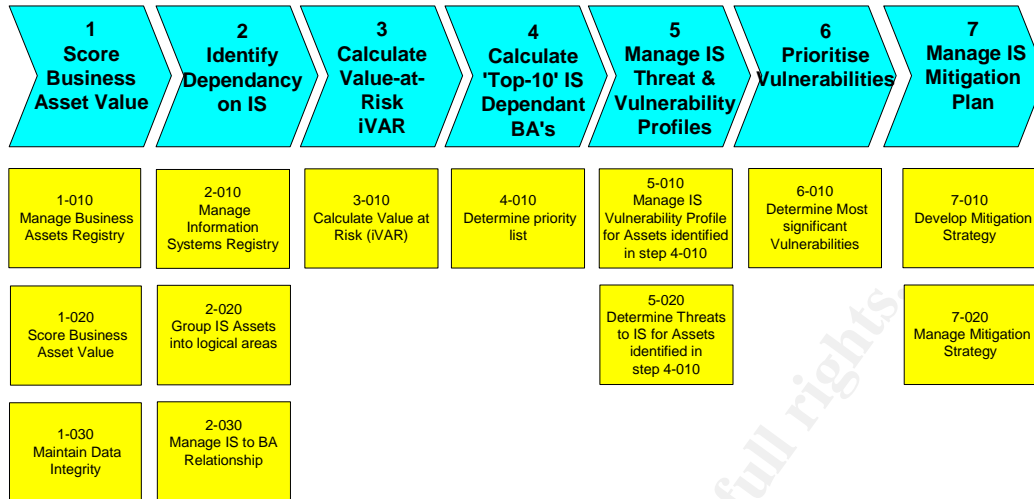 1
Score
Business
Asset Value
2
Identify
Dependancy
on IS
3
Calculate
Value-at-
Risk
iVAR
4
Calculate
'Top-10' IS
Dependant
BA's
5
Manage IS
Threat &
Vulnerability
Profiles
6
Prioritise
Vulnerabilities
7
Manage IS
Mitigation
Plan
1-010
Manage Business
Assets Registry
2-010
Manage
Information
Systems Registry
3-010
Calculate Value at
Risk (iVAR)
4-010
Determine priority
list
5-010
Manage IS
Vulnerability Profile
for Assets identified
in step 4-010
6-010
Determine Most
significant
Vulnerabilities
7-010
Develop Mitigation
Strategy
1-020
Score Business
Asset Value
2-020
Group IS Assets
into logical areas
5-020
Determine Threats
to IS for Assets
identified in
step 4-010
7-020
Manage Mitigation
Strategy
1-030
Maintain Data
Integrity
2-030
Manage IS to BA
Relationship
full rights.